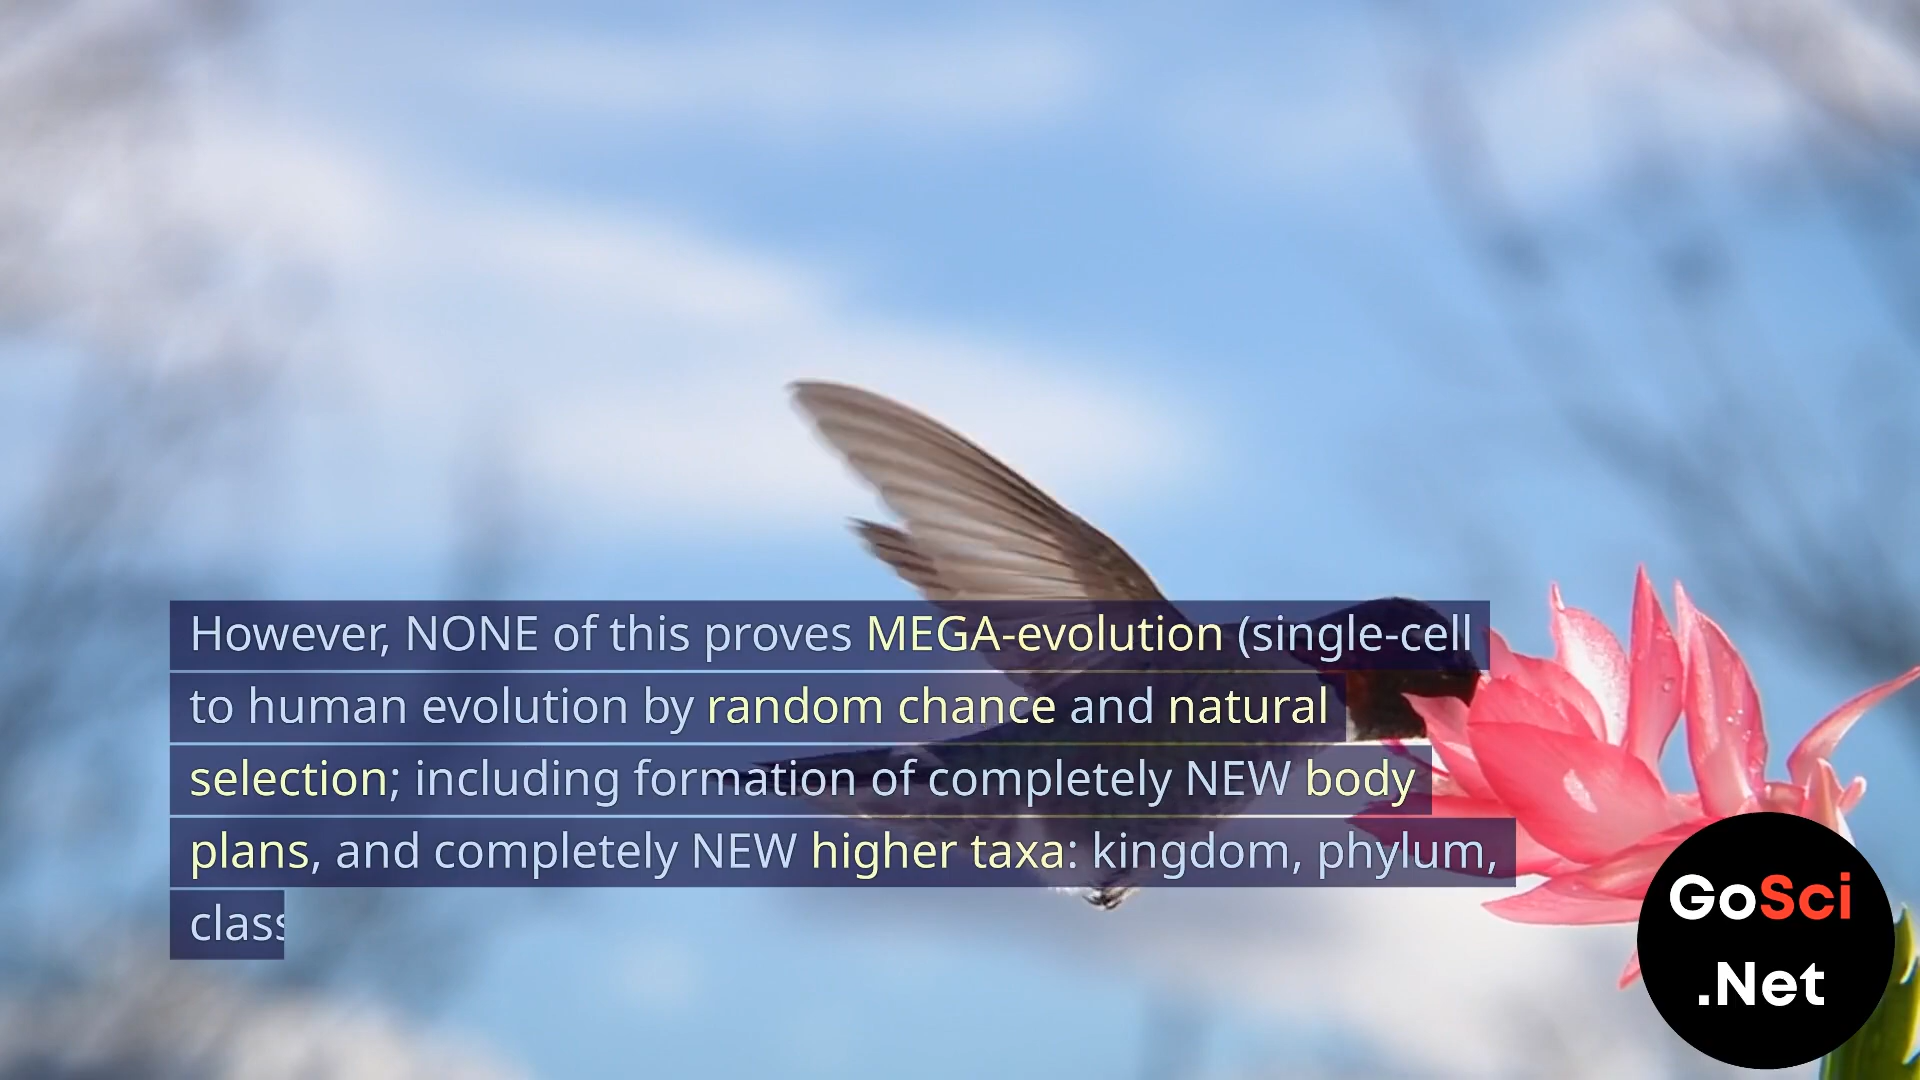 However, NONE of this proves MEGA-evolution (single-cell
to human evolution by random chance and natural
selection; including formation of completely NEW body
plans, and completely NEW higher taxa: kingdom, phylum,
class
GoSci
.Net